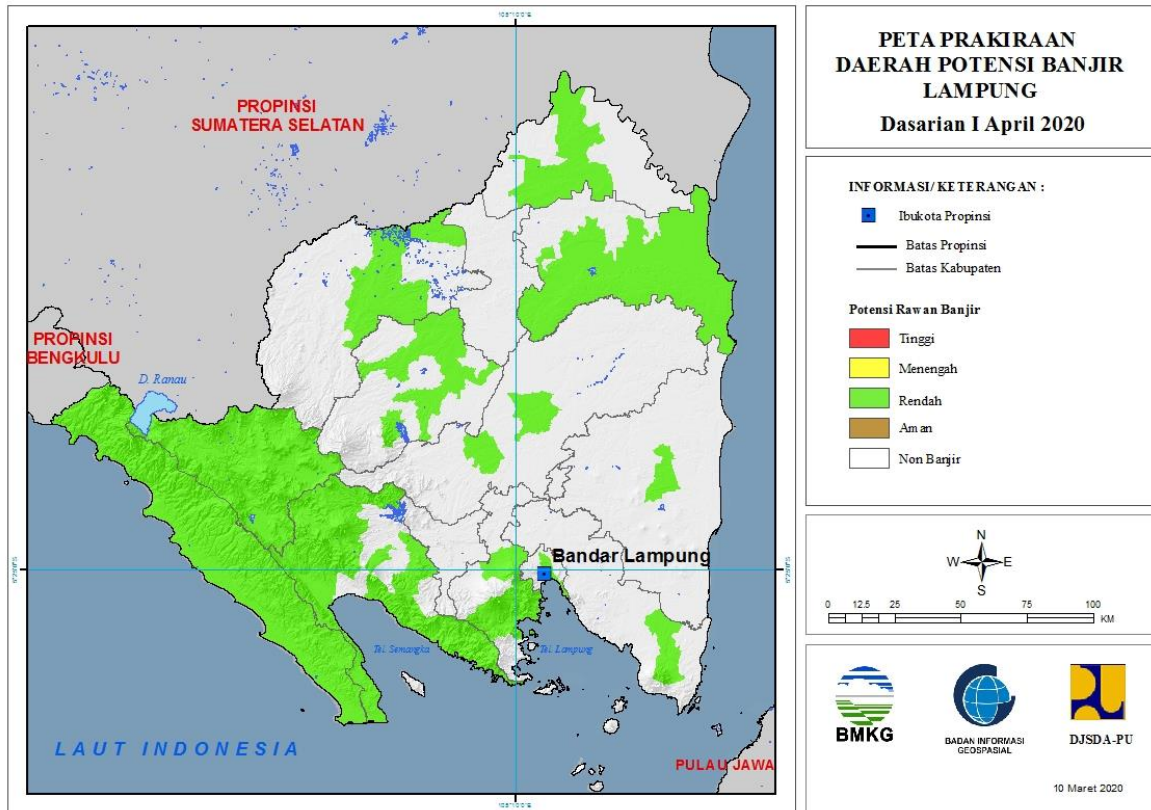 PETA PRAKIRAAN
DAERAH POTENSI BANJIR
LAMPUNG
Dasarian I April 2020
INFORMASI/ KETERANGAN :
Ibukota Propinsi
Batas Propinsi
Batas Kabupaten
Potensi Rawan Banjir
Tinggi
Menengah
Rendah
Aman
Non Banjir
N
W E
S
0 12.5 25 50 75 100
KM
BMKG
BADAN INFORMASI
GEOSPASIAL
DJSDA-PU
10 Maret 2020
PROPINSI
SUMATERA SELATAN
PROPINSI
BENGKULU
D. Ranau
Bandar Lampung
Tel. Semangka
Tel. Lampung
LAUT INDONESIA
PULAU JAWA